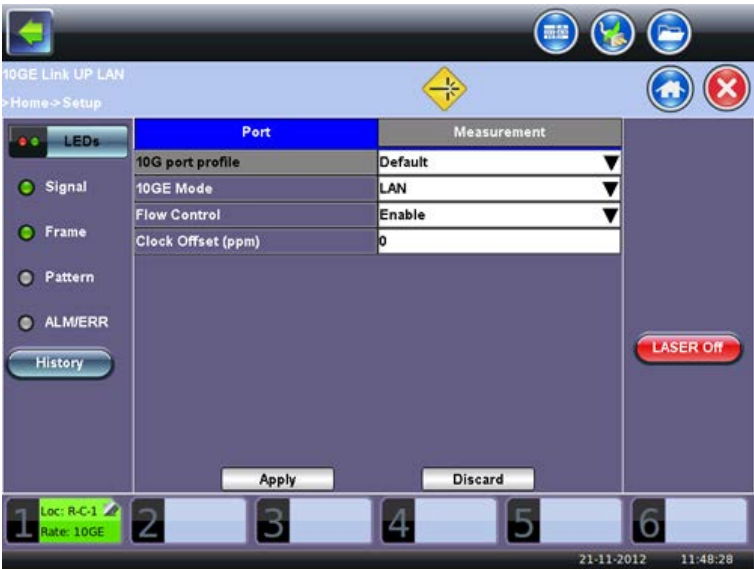 10GE Link UP LAN
>Home->Setup
LEDs
Signal
Frame
Pattern
ALM/ERR
History
Port Measurement
10G port profile Default
10GE Mode LAN
Flow Control Enable
Clock Offset (ppm) 0
LASER Off
Apply Discard
1 Loc: R-C-1 Rate: 10GE 2 3 4 5 6
21-11-2012 11:48:28